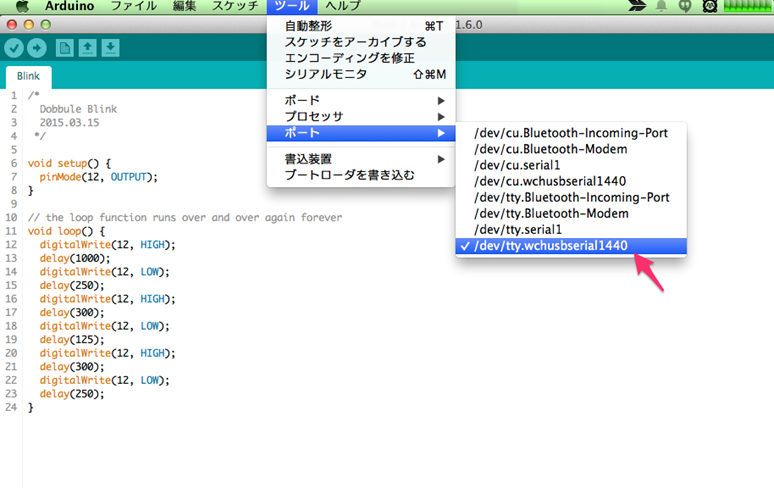 Arduino ファイル 編集 スケッチ ツール ヘルプ
1.6.0
Blink
自動整形 ⌘T
スケッチをアーカイブする
エンコーディングを修正
シリアルモニタ ⇧⌘M
ボード ▶
プロセッサ ▶
ポート ▶
書込装置 ▶
ブートローダを書き込む
/dev/cu.Bluetooth-Incoming-Port
/dev/cu.Bluetooth-Modem
/dev/cu.serial1
/dev/cu.wchusbserial1440
/dev/tty.Bluetooth-Incoming-Port
/dev/tty.Bluetooth-Modem
/dev/tty.serial1
✓ /dev/tty.wchusbserial1440
1 /*
2 Dobbule Blink
3 2015.03.15
4 */
5
6 void setup() {
7 pinMode(12, OUTPUT);
8 }
9
10 // the loop function runs over and over again forever
11 void loop() {
12 digitalWrite(12, HIGH);
13 delay(1000);
14 digitalWrite(12, LOW);
15 delay(250);
16 digitalWrite(12, HIGH);
17 delay(300);
18 digitalWrite(12, LOW);
19 delay(125);
20 digitalWrite(12, HIGH);
21 delay(300);
22 digitalWrite(12, LOW);
23 delay(250);
24 }